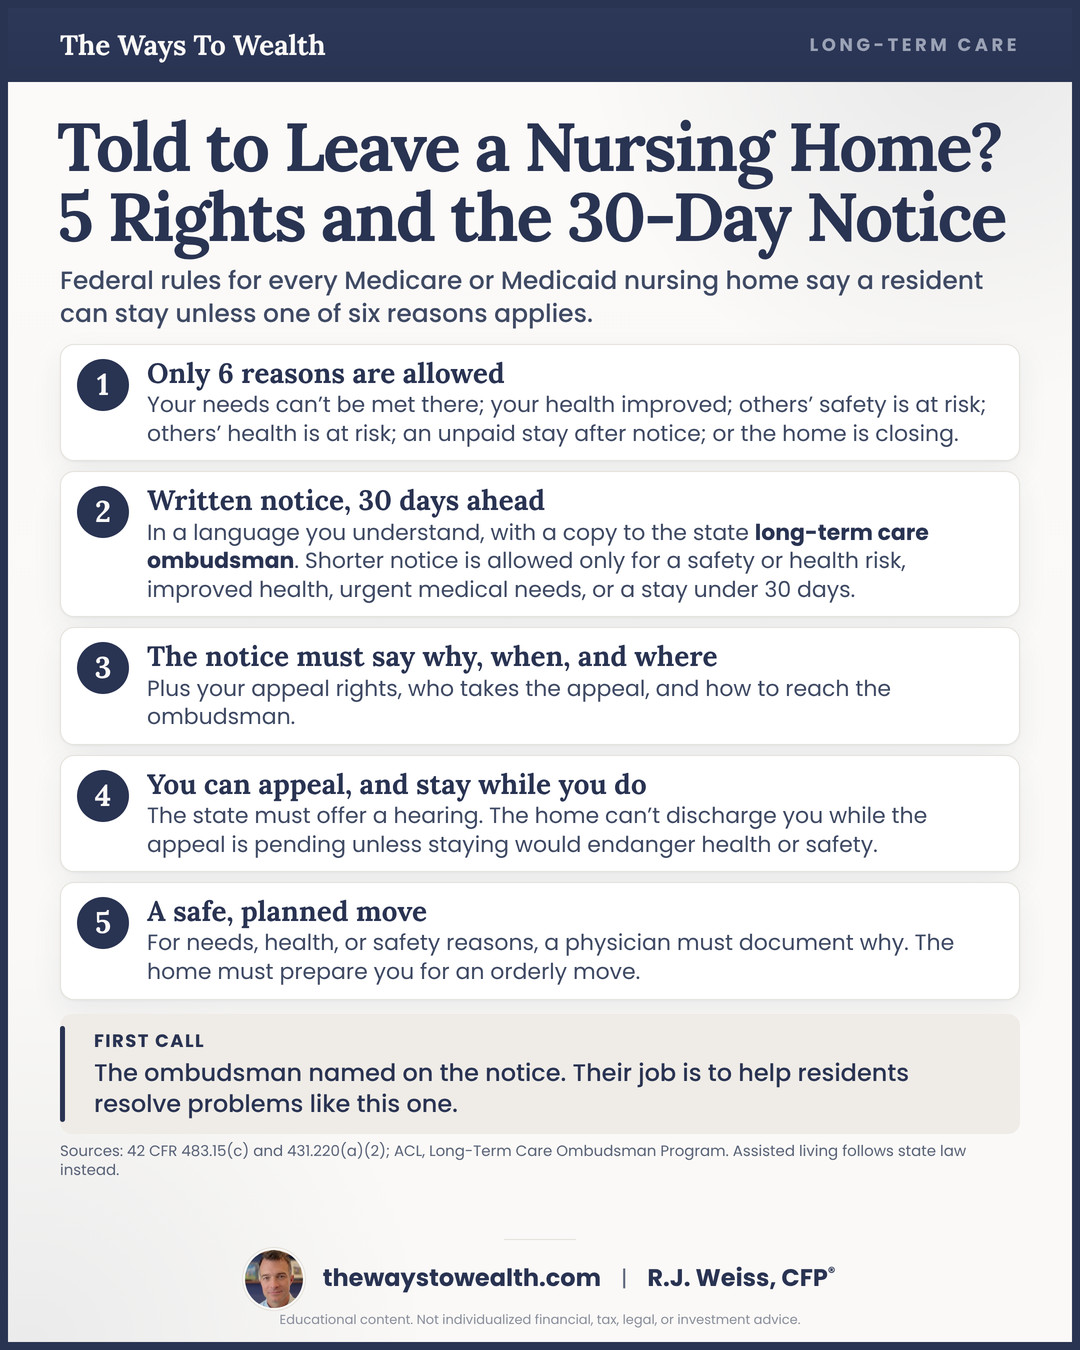 The Ways To Wealth
LONG-TERM CARE
Told to Leave a Nursing Home?
5 Rights and the 30-Day Notice
Federal rules for every Medicare or Medicaid nursing home say a resident
can stay unless one of six reasons applies.
1
Only 6 reasons are allowed
Your needs can’t be met there; your health improved; others’ safety is at risk;
others’ health is at risk; an unpaid stay after notice; or the home is closing.
2
Written notice, 30 days ahead
In a language you understand, with a copy to the state long-term care
ombudsman. Shorter notice is allowed only for a safety or health risk,
improved health, urgent medical needs, or a stay under 30 days.
3
The notice must say why, when, and where
Plus your appeal rights, who takes the appeal, and how to reach the
ombudsman.
4
You can appeal, and stay while you do
The state must offer a hearing. The home can’t discharge you while the
appeal is pending unless staying would endanger health or safety.
5
A safe, planned move
For needs, health, or safety reasons, a physician must document why. The
home must prepare you for an orderly move.
FIRST CALL
The ombudsman named on the notice. Their job is to help residents
resolve problems like this one.
Sources: 42 CFR 483.15(c) and 431.220(a)(2); ACL, Long-Term Care Ombudsman Program. Assisted living follows state law
instead.
thewaystowealth.com | R.J. Weiss, CFP®
Educational content. Not individualized financial, tax, legal, or investment advice.